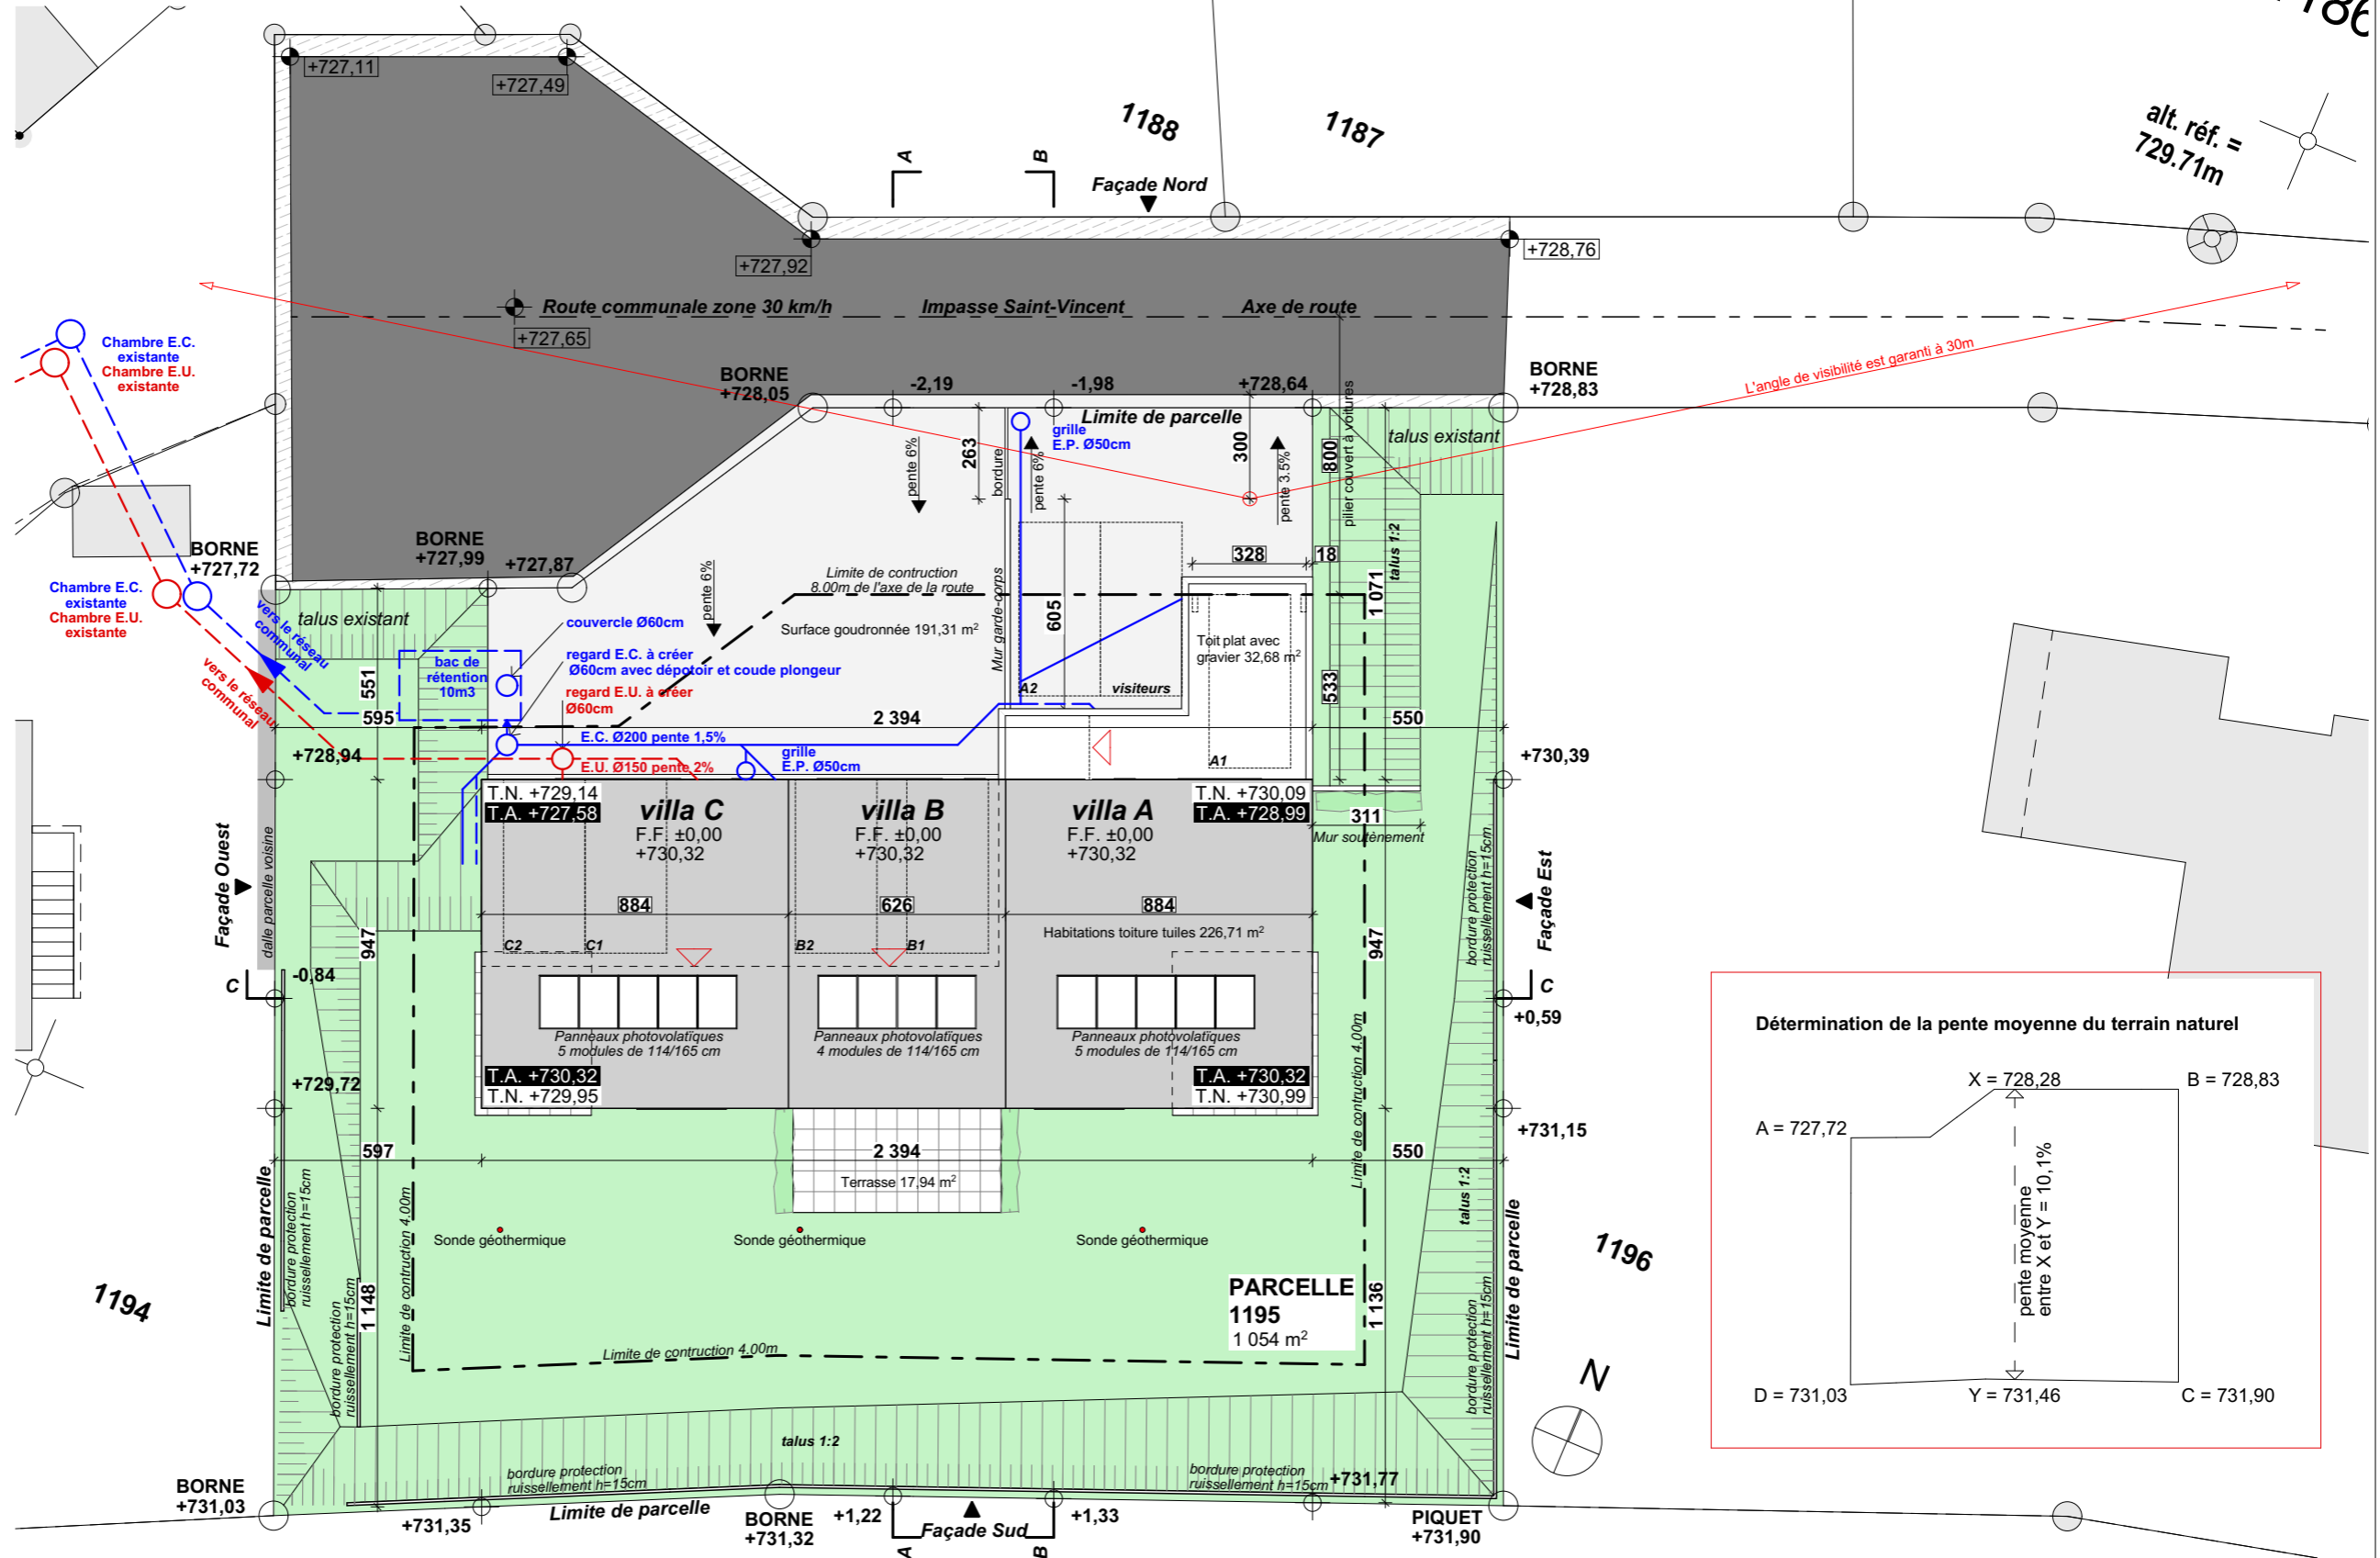 +727,11
+727,49
1188
1187
alt. réf. =
729.71m
A
B
Façade Nord
+727,92
+728,76
Route communale zone 30 km/h
Impasse Saint-Vincent
Axe de route
+727,65
Chambre E.C.
existante
Chambre E.U.
existante
L'angle de visibilité est garanti à 30m
BORNE
+728,05
-2,19
-1,98
+728,64
BORNE
+728,83
Limite de parcelle
grille
E.P. Ø50cm
pente 6%
263
bordure
pente 6%
300
pente 3.5%
800
pilier couvert à voitures
talus existant
BORNE
+727,72
BORNE
+727,99
+727,87
328
18
talus 1:2
1 071
Chambre E.C.
existante
Chambre E.U.
existante
vers le réseau
communal
vers le réseau
communal
talus existant
pente 6%
Limite de contruction
8.00m de l'axe de la route
Surface goudronnée 191,31 m²
Mur garde-corps
605
couvercle Ø60cm
regard E.C. à créer
Ø60cm avec dépotoir et coude plongeur
regard E.U. à créer
Ø60cm
bac de
rétention
10m3
551
Toit plat avec
gravier 32,68 m²
533
A2
visiteurs
595
2 394
550
E.C. Ø200 pente 1,5%
E.U. Ø150 pente 2%
grille
E.P. Ø50cm
A1
+728,94
+730,39
T.N. +729,14
T.A. +727,58
villa C
F.F. ±0,00
+730,32
villa B
F.F. ±0,00
+730,32
villa A
F.F. ±0,00
+730,32
T.N. +730,09
T.A. +728,99
311
Mur soutènement
Façade Ouest
dalle parcelle voisine
bordure protection
ruissellement h=15cm
Façade Est
884
626
884
947
947
Habitations toiture tuiles 226,71 m²
C2
C1
B2
B1
C
-0,84
C
+0,59
Panneaux photovolatïques
5 modules de 114/165 cm
Panneaux photovolatïques
4 modules de 114/165 cm
Panneaux photovolatïques
5 modules de 114/165 cm
Limite de contruction 4.00m
T.A. +730,32
T.N. +729,95
T.A. +730,32
T.N. +730,99
+729,72
+731,15
597
2 394
550
Terrasse 17,94 m²
talus 1:2
Limite de parcelle
bordure protection
ruissellement h=15cm
Limite de contruction 4.00m
Sonde géothermique
Sonde géothermique
Sonde géothermique
1194
1196
Limite de parcelle
bordure protection
ruissellement h=15cm
1 148
bordure protection
ruissellement h=15cm
PARCELLE
1195
1 054 m²
1 136
Limite de contruction 4.00m
N
talus 1:2
bordure protection
ruissellement h=15cm
bordure protection
ruissellement h=15cm
+731,77
BORNE
+731,03
+731,35
Limite de parcelle
BORNE
+731,32
+1,22
Façade Sud
+1,33
A
B
PIQUET
+731,90
Détermination de la pente moyenne du terrain naturel
X = 728,28
B = 728,83
A = 727,72
pente moyenne
entre X et Y = 10,1%
D = 731,03
Y = 731,46
C = 731,90